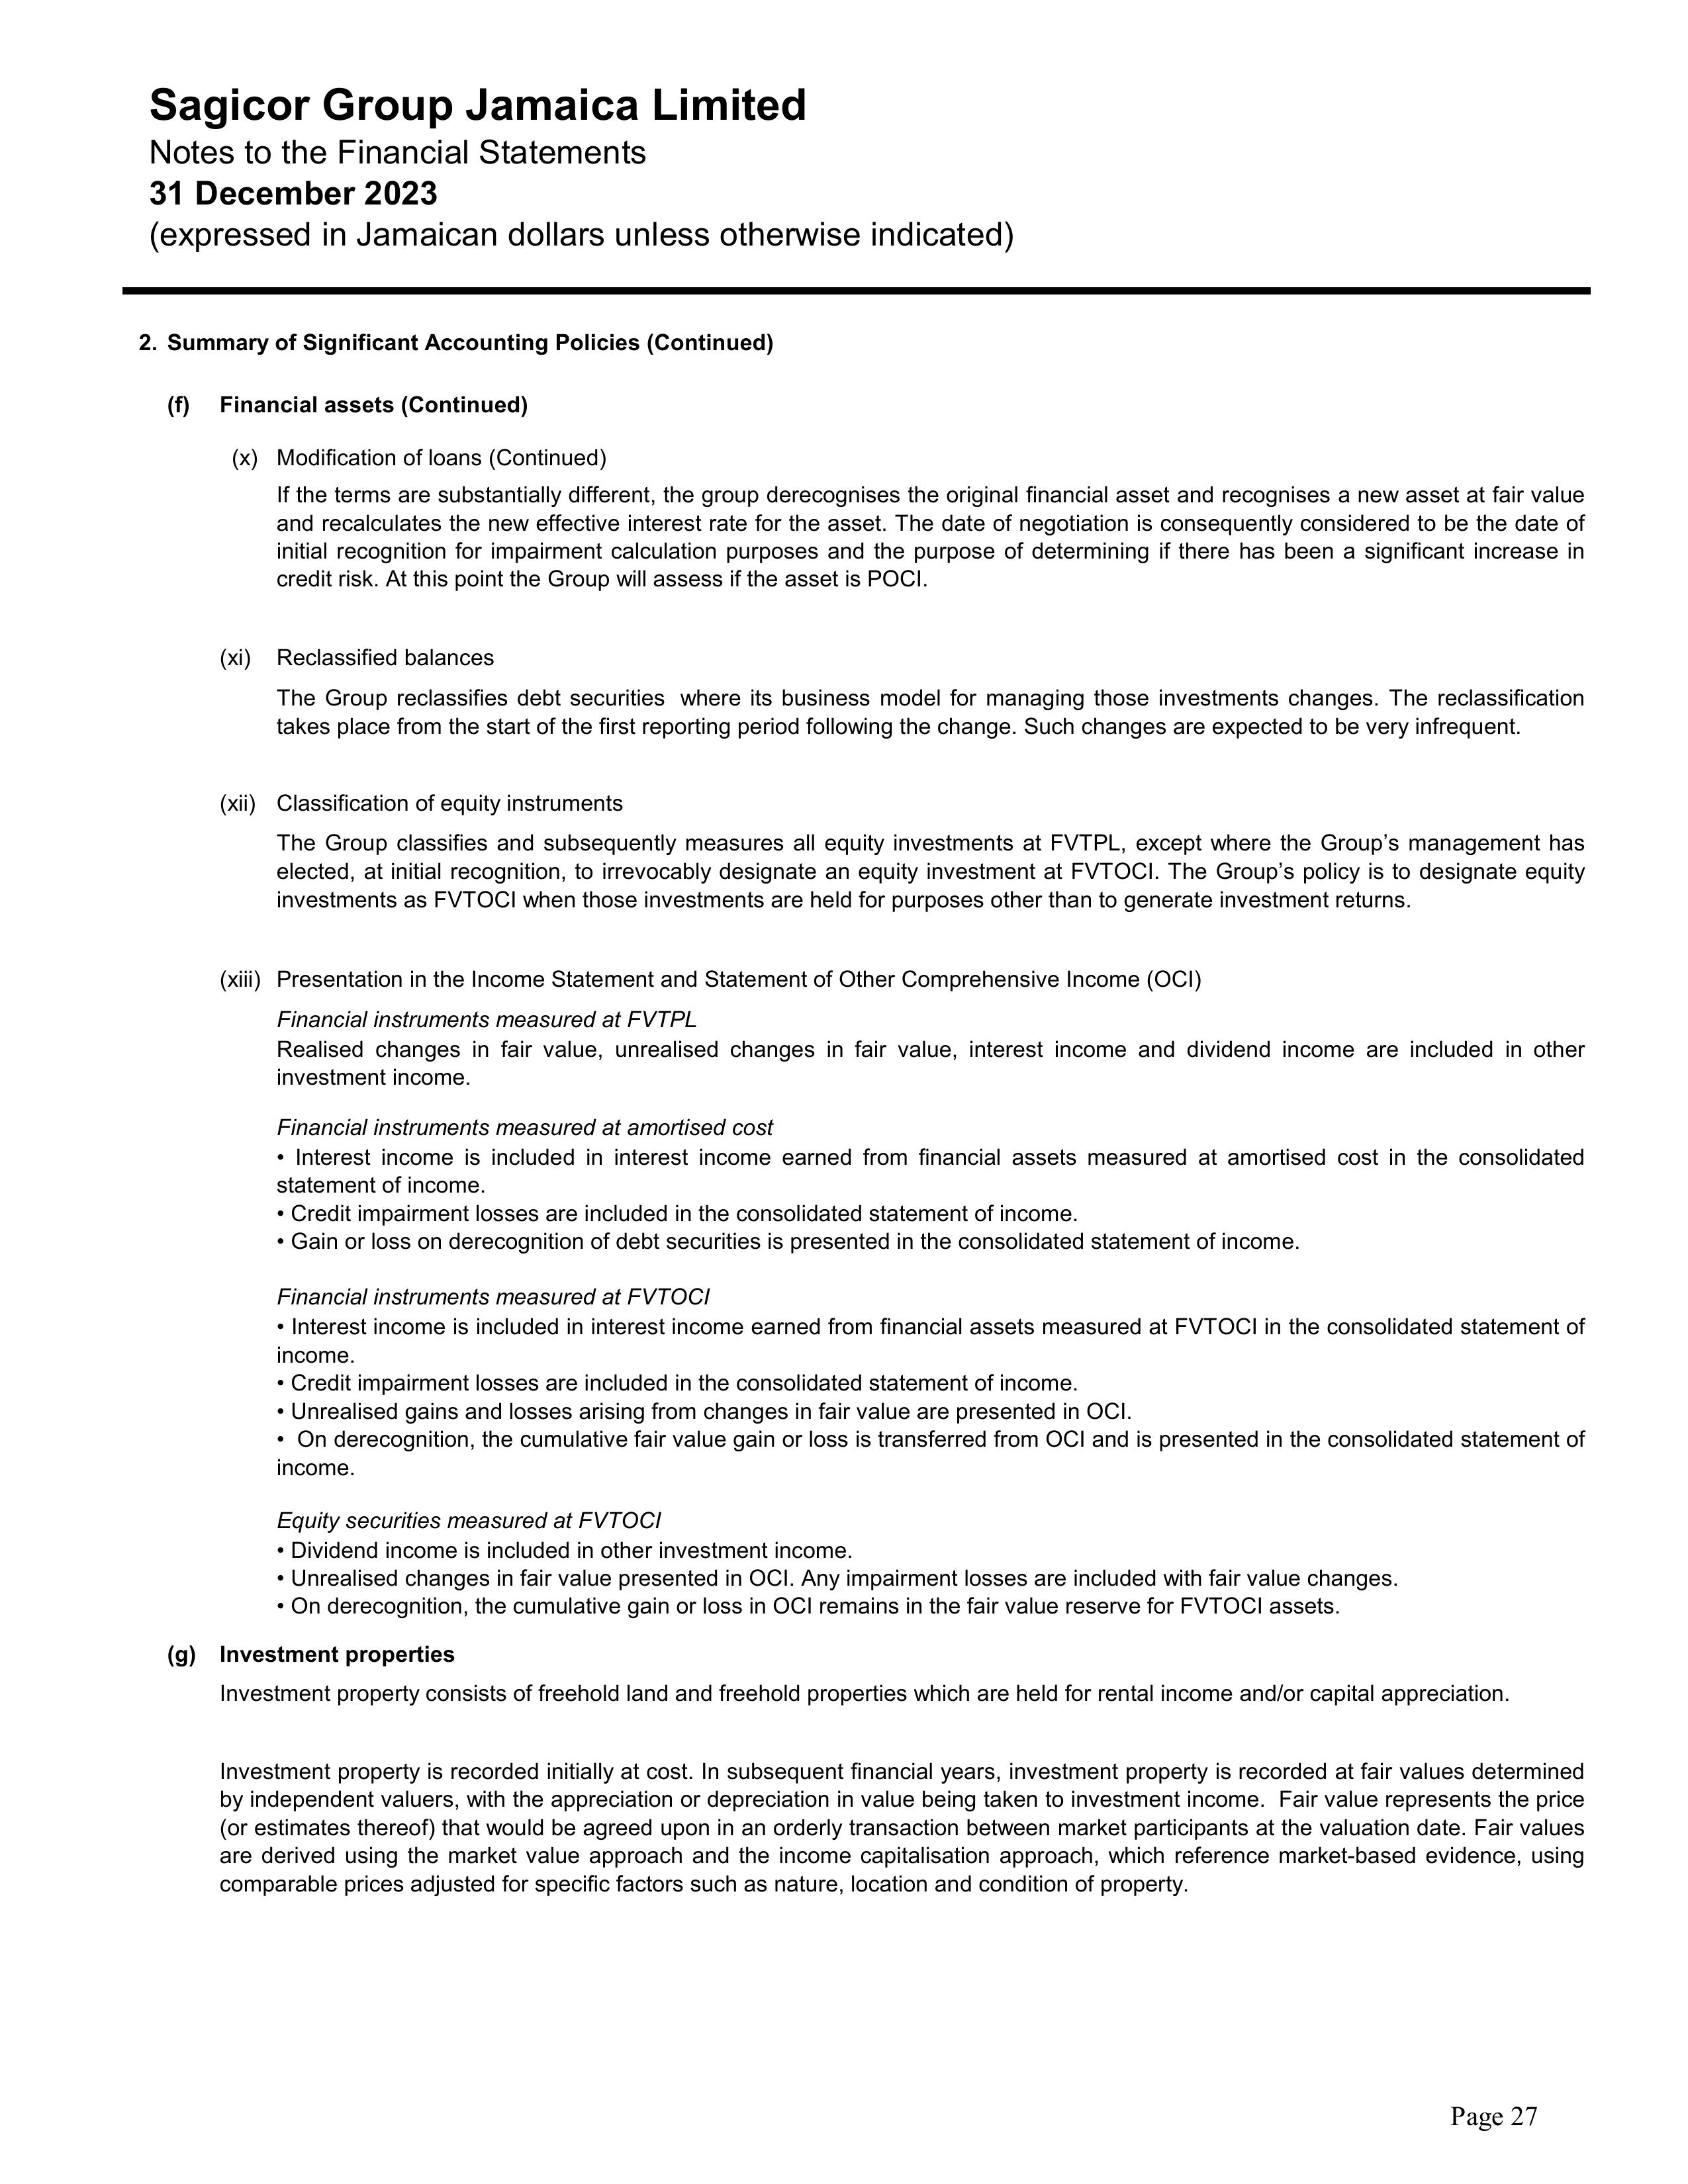 Sagicor Group Jamaica Limited
Notes to the Financial Statements
31 December 2023
(expressed in Jamaican dollars unless otherwise indicated)
2. Summary of Significant Accounting Policies (Continued)
(f) Financial assets (Continued)
(x) Modification of loans (Continued)
If the terms are substantially different, the group derecognises the original financial asset and recognises a new asset at fair value
and recalculates the new effective interest rate for the asset. The date of negotiation is consequently considered to be the date of
initial recognition for impairment calculation purposes and the purpose of determining if there has been a significant increase in
credit risk. At this point the Group will assess if the asset is POCI.
(xi) Reclassified balances
The Group reclassifies debt securities where its business model for managing those investments changes. The reclassification
takes place from the start of the first reporting period following the change. Such changes are expected to be very infrequent.
(xii) Classification of equity instruments
The Group classifies and subsequently measures all equity investments at FVTPL, except where the Group’s management has
elected, at initial recognition, to irrevocably designate an equity investment at FVTOCI. The Group’s policy is to designate equity
investments as FVTOCI when those investments are held for purposes other than to generate investment returns.
(xiii) Presentation in the Income Statement and Statement of Other Comprehensive Income (OCI)
Financial instruments measured at FVTPL
Realised changes in fair value, unrealised changes in fair value, interest income and dividend income are included in other
investment income.
Financial instruments measured at amortised cost
• Interest income is included in interest income earned from financial assets measured at amortised cost in the consolidated
statement of income.
• Credit impairment losses are included in the consolidated statement of income.
• Gain or loss on derecognition of debt securities is presented in the consolidated statement of income.
Financial instruments measured at FVTOCI
• Interest income is included in interest income earned from financial assets measured at FVTOCI in the consolidated statement of
income.
• Credit impairment losses are included in the consolidated statement of income.
• Unrealised gains and losses arising from changes in fair value are presented in OCI.
• On derecognition, the cumulative fair value gain or loss is transferred from OCI and is presented in the consolidated statement of
income.
Equity securities measured at FVTOCI
• Dividend income is included in other investment income.
• Unrealised changes in fair value presented in OCI. Any impairment losses are included with fair value changes.
• On derecognition, the cumulative gain or loss in OCI remains in the fair value reserve for FVTOCI assets.
(g) Investment properties
Investment property consists of freehold land and freehold properties which are held for rental income and/or capital appreciation.
Investment property is recorded initially at cost. In subsequent financial years, investment property is recorded at fair values determined
by independent valuers, with the appreciation or depreciation in value being taken to investment income. Fair value represents the price
(or estimates thereof) that would be agreed upon in an orderly transaction between market participants at the valuation date. Fair values
are derived using the market value approach and the income capitalisation approach, which reference market-based evidence, using
comparable prices adjusted for specific factors such as nature, location and condition of property.
Page 27